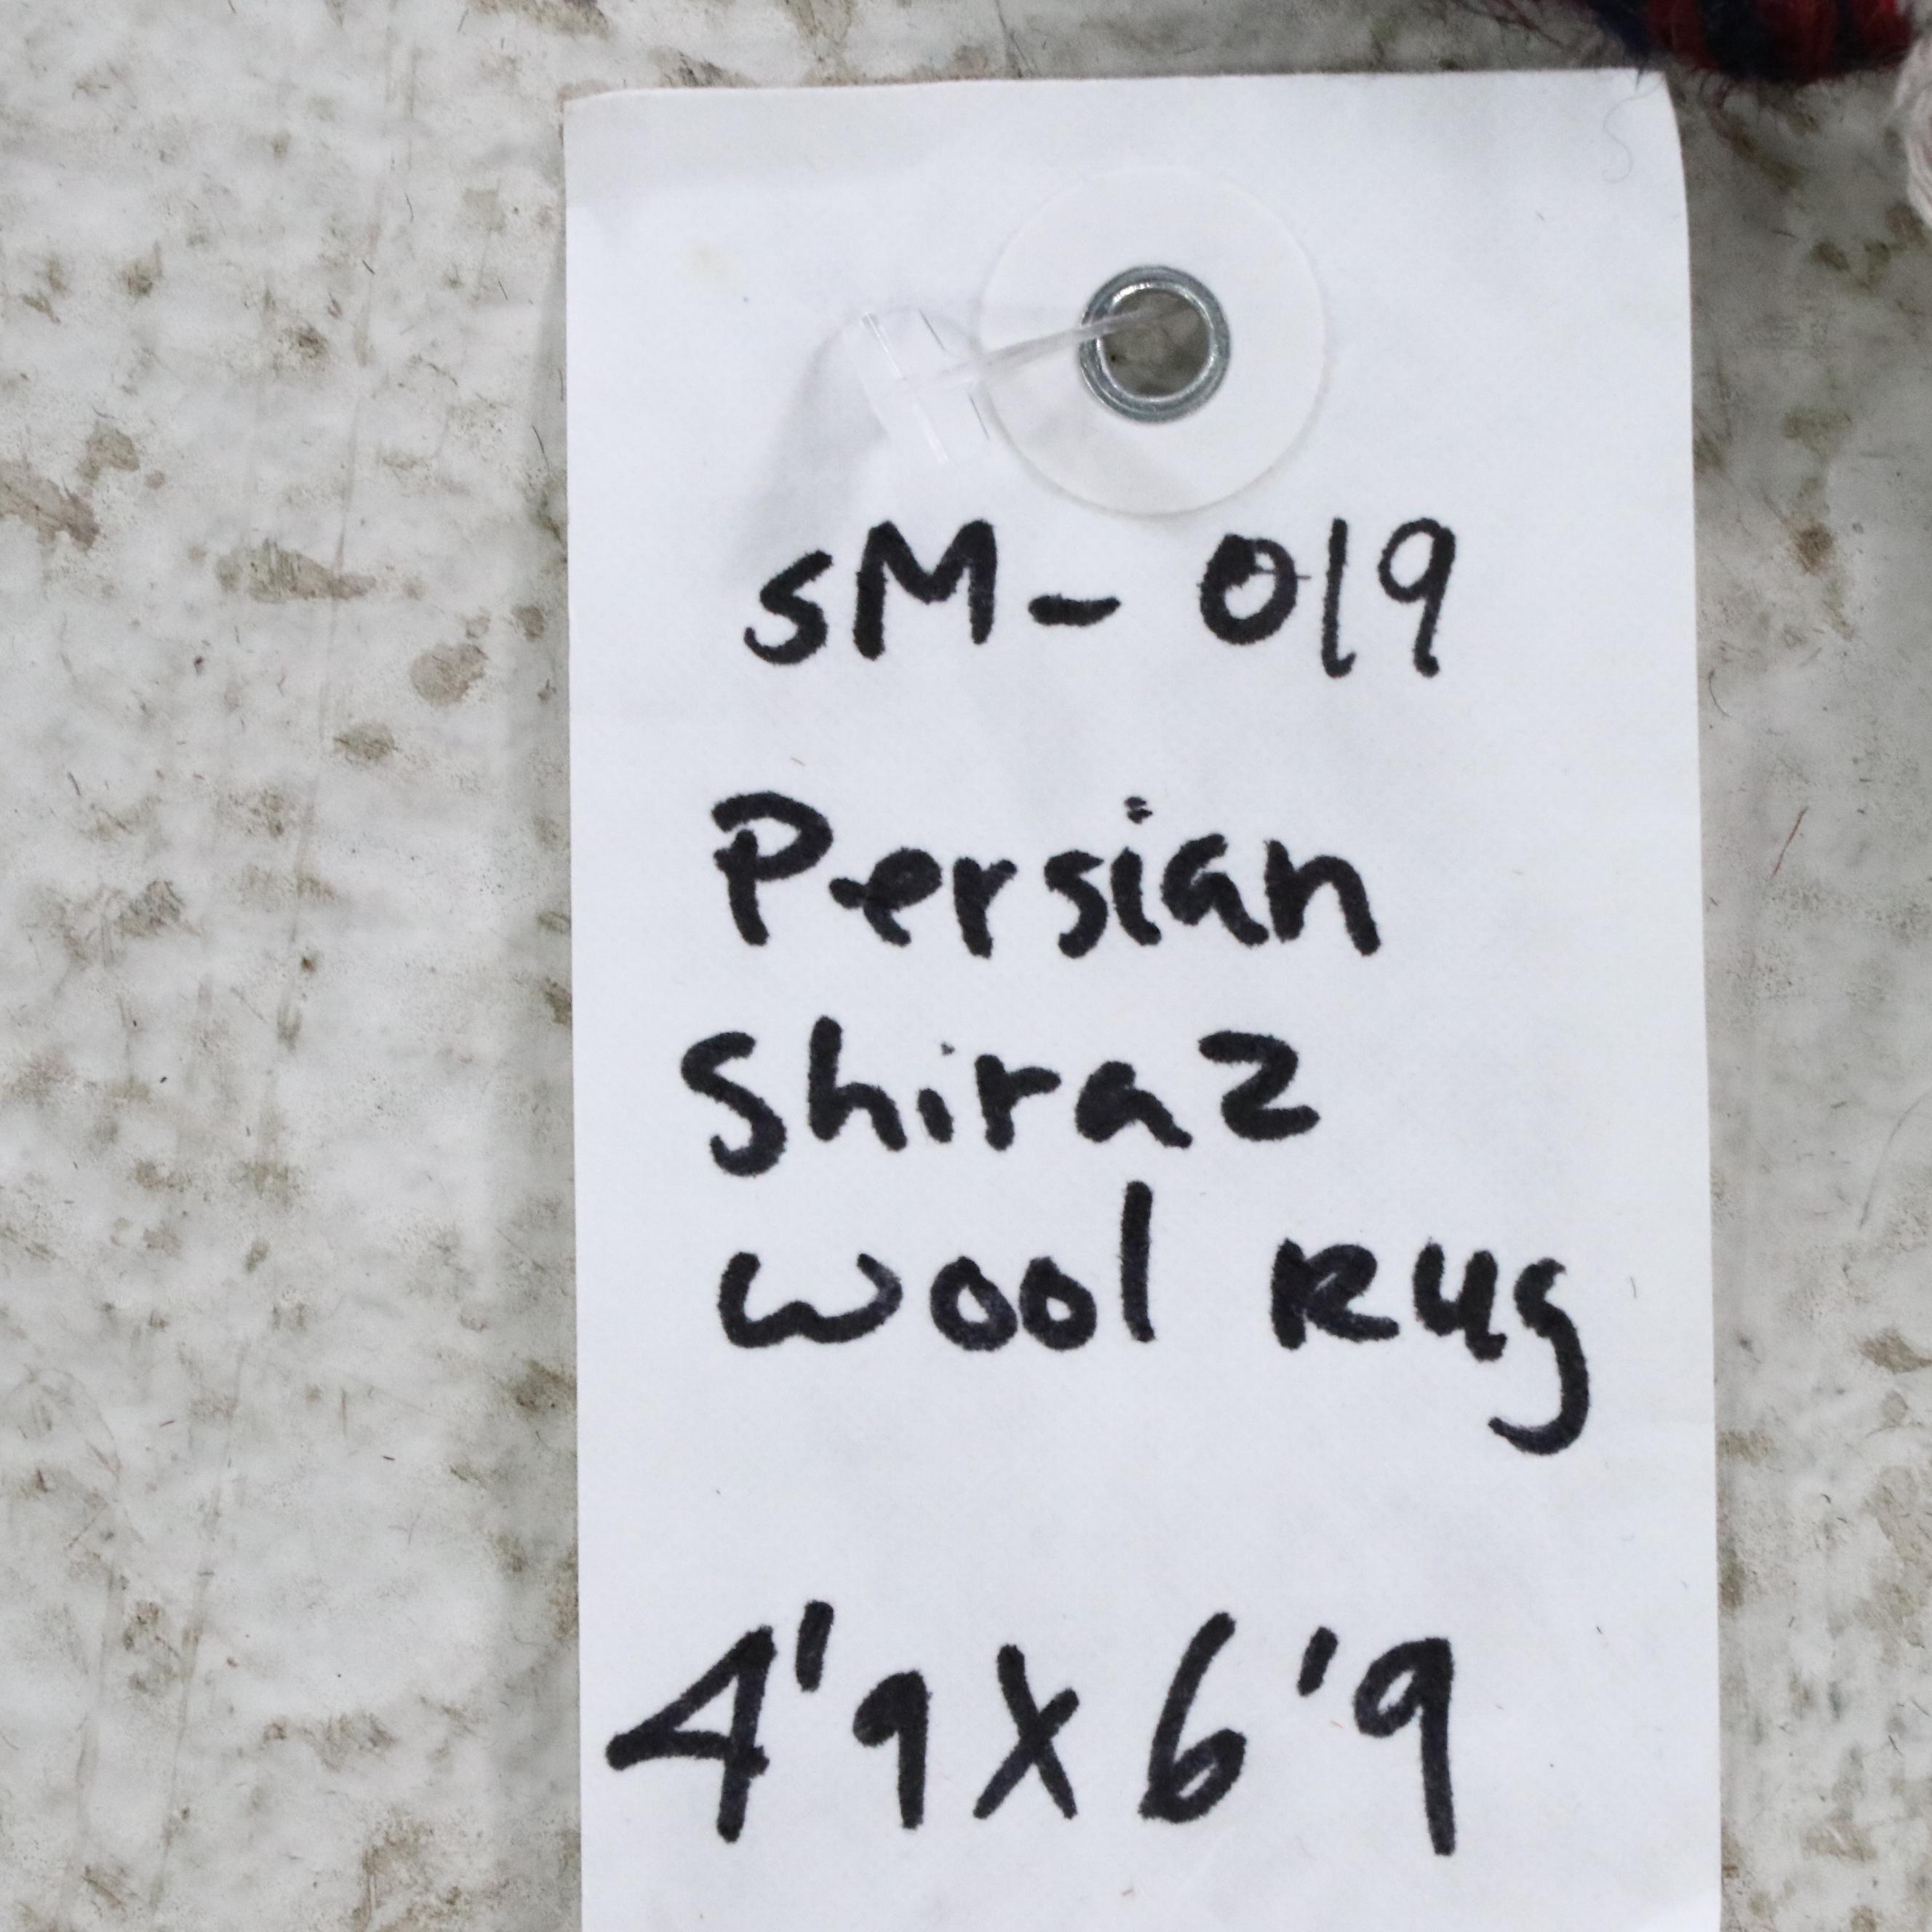 SM-019
Persian
Shiraz
Wool Rug
4'9X6'9